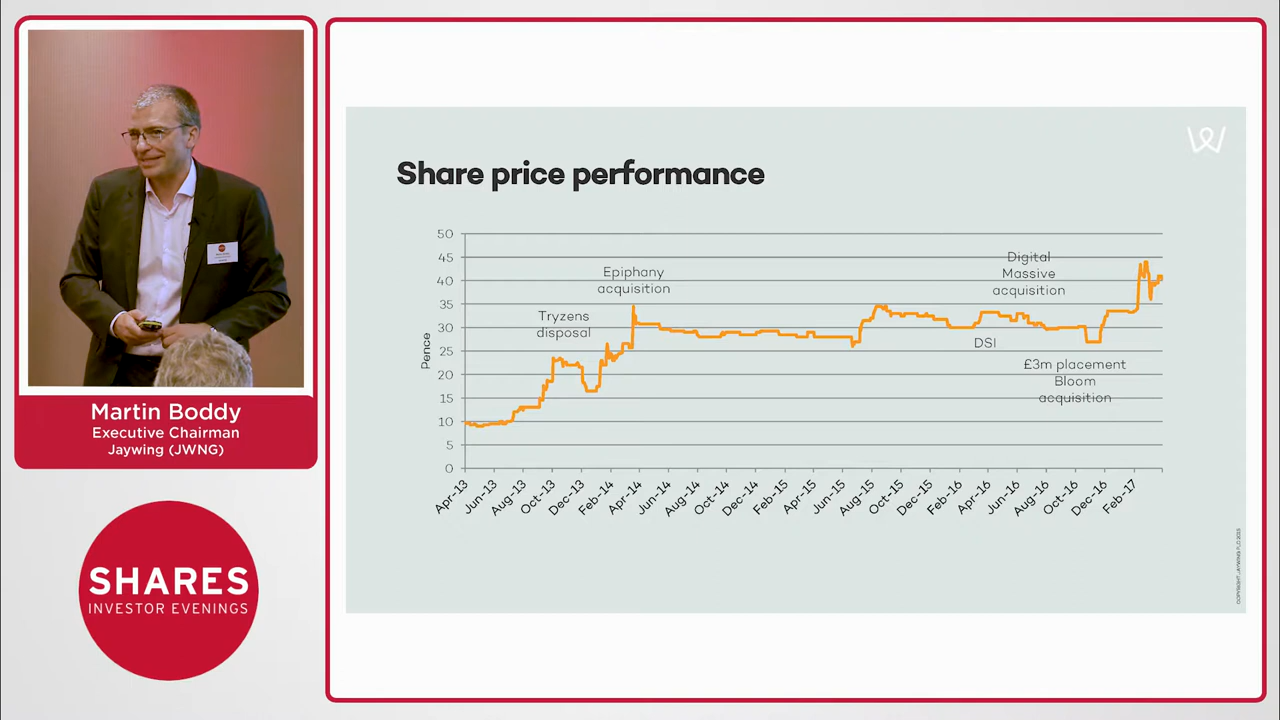 Martin Boddy
Executive Chairman
Jaywing (JWNG)
SHARES
INVESTOR EVENINGS
W
Share price performance
50
45
40
35
30
25
20
15
10
5
0
Pence
Tryzens
disposal
Epiphany
acquisition
Digital
Massive
acquisition
DSI
£3m placement
Bloom
acquisition
Apr-13
Jun-13
Aug-13
Oct-13
Dec-13
Feb-14
Apr-14
Jun-14
Aug-14
Oct-14
Dec-14
Feb-15
Apr-15
Jun-15
Aug-15
Oct-15
Dec-15
Feb-16
Apr-16
Jun-16
Aug-16
Oct-16
Dec-16
Feb-17